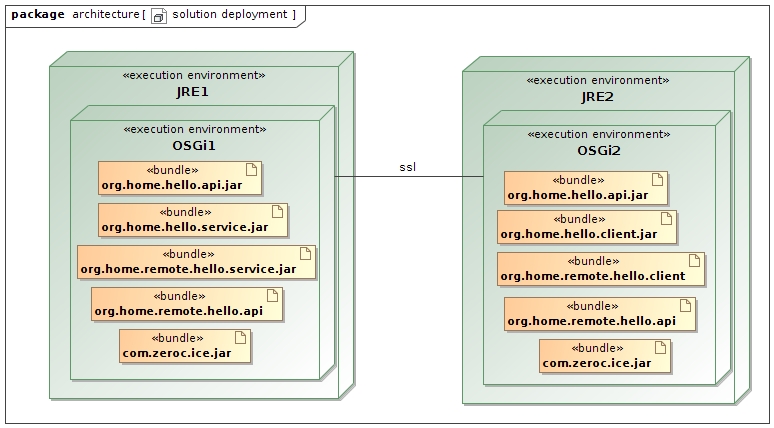 package architecture[ solution deployment ]
«execution environment»
JRE1
«execution environment»
OSGi1
«bundle»
org.home.hello.api.jar
«bundle»
org.home.hello.service.jar
«bundle»
org.home.remote.hello.service.jar
«bundle»
org.home.remote.hello.api
«bundle»
com.zeroc.ice.jar
ssl
«execution environment»
JRE2
«execution environment»
OSGi2
«bundle»
org.home.hello.api.jar
«bundle»
org.home.hello.client.jar
«bundle»
org.home.remote.hello.client
«bundle»
org.home.remote.hello.api
«bundle»
com.zeroc.ice.jar